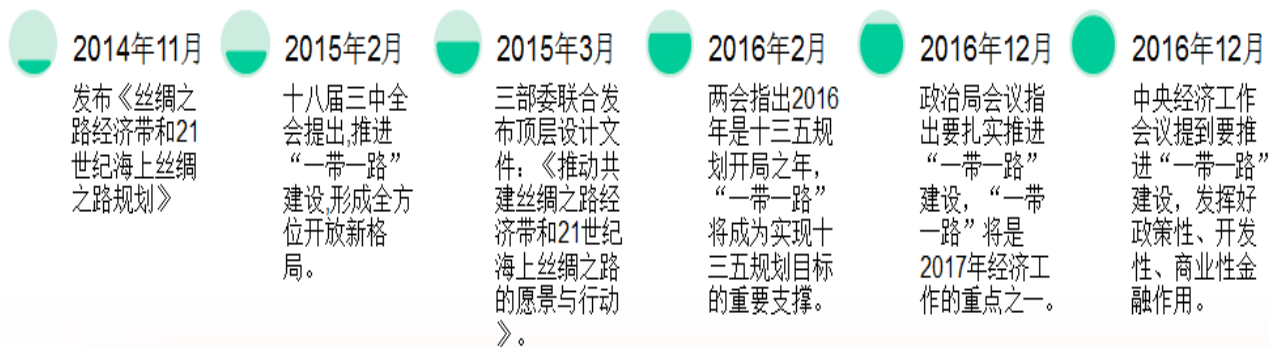 2014年11月
发布《丝绸之
路经济带和21
世纪海上丝绸
之路规划》
2015年2月
十八届三中全
会提出,推进
“一带一路”
建设,形成全方
位开放新格
局。
2015年3月
三部委联合发
布顶层设计文
件：《推动共
建丝绸之路经
济带和21世纪
海上丝绸之路
的愿景与行动
》。
2016年2月
两会指出2016
年是十三五规
划开局之年，
“一带一路”
将成为实现十
三五规划目标
的重要支撑。
2016年12月
政治局会议指
出要扎实推进
“一带一路”
建设，“一带
一路”将是
2017年经济工
作的重点之一。
2016年12月
中央经济工作
会议提到要推
进“一带一路”
建设，发挥好
政策性、开发
性、商业性金
融作用。